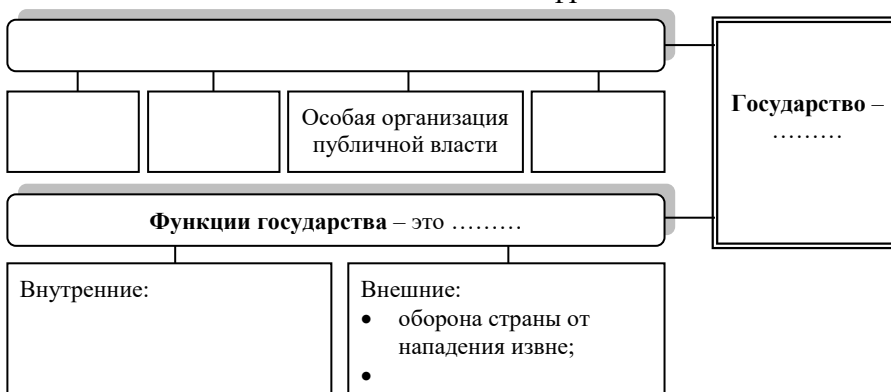 Особая организация
публичной власти
Государство –
………
Функции государства – это ………
Внутренние:
Внешние:
• оборона страны от
нападения извне;
•